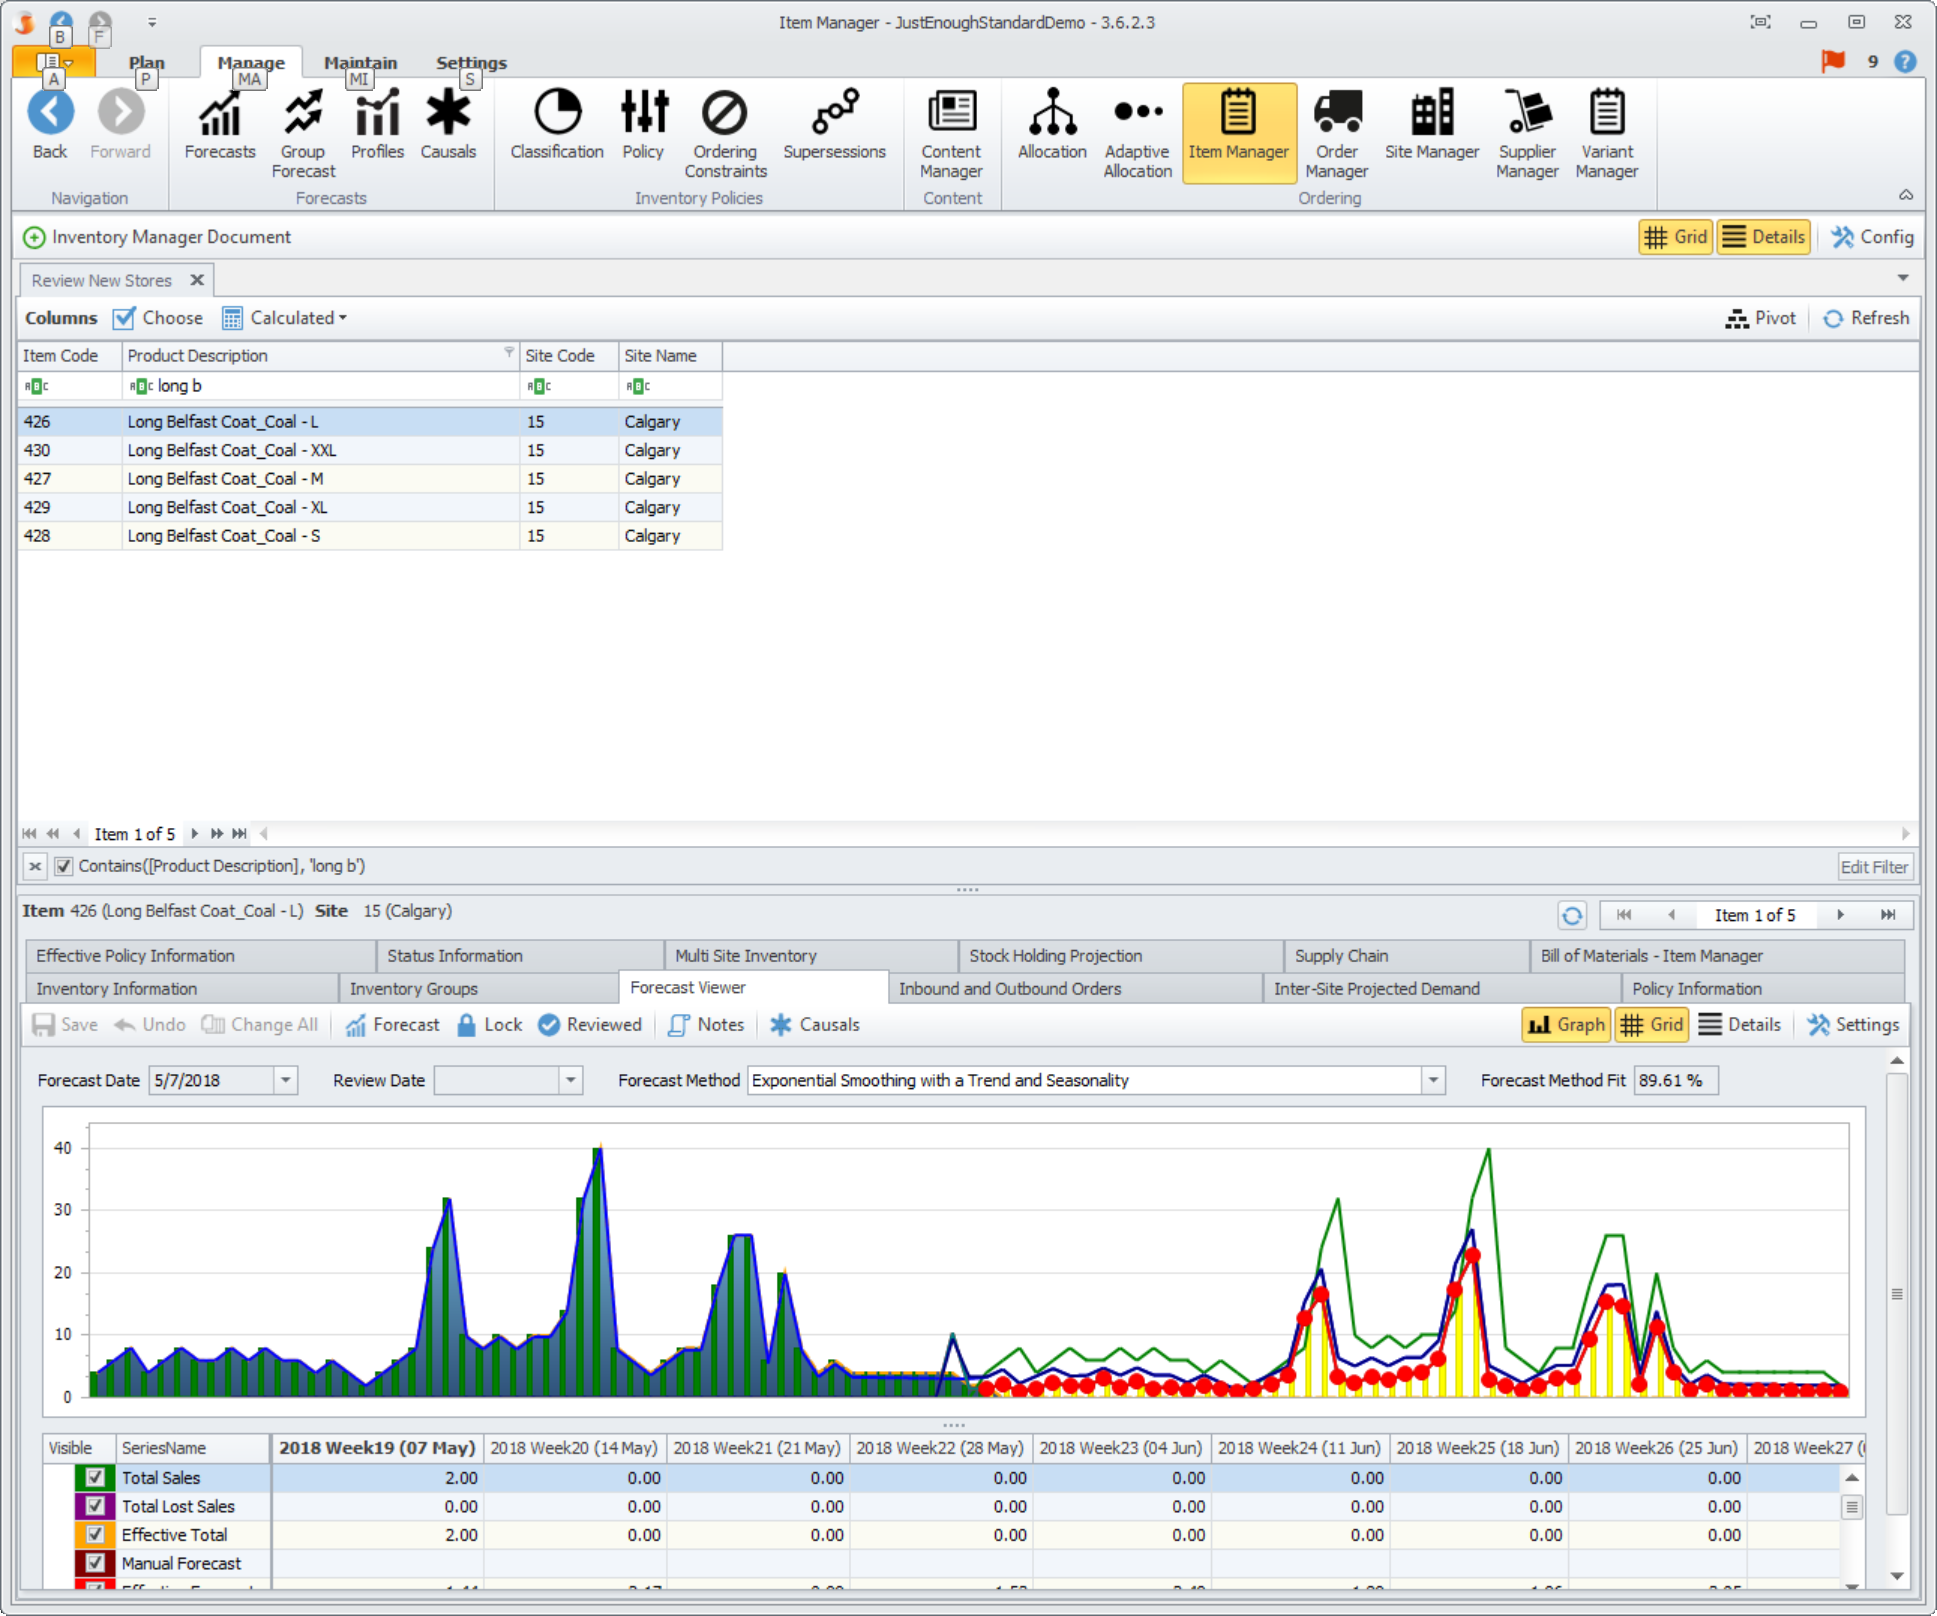 Item Manager - JustEnoughStandardDemo - 3.6.2.3
B F
Plan Manage Maintain Settings 9 ?
A P MA MI S
Back Forward Forecasts Group Forecast Profiles Causals Classification Policy Ordering Constraints Supersessions Content Manager Allocation Adaptive Allocation Item Manager Order Manager Site Manager Supplier Manager Variant Manager
Navigation Forecasts Inventory Policies Content Ordering
Inventory Manager Document Grid Details Config
Review New Stores
Columns Choose Calculated Pivot Refresh
Item Code Product Description Site Code Site Name
ABC ABC long b ABC ABC
426 Long Belfast Coat_Coal - L 15 Calgary
430 Long Belfast Coat_Coal - XXL 15 Calgary
427 Long Belfast Coat_Coal - M 15 Calgary
429 Long Belfast Coat_Coal - XL 15 Calgary
428 Long Belfast Coat_Coal - S 15 Calgary
Item 1 of 5
Contains([Product Description], 'long b') Edit Filter
Item 426 (Long Belfast Coat_Coal - L) Site 15 (Calgary) Item 1 of 5
Effective Policy Information Status Information Multi Site Inventory Stock Holding Projection Supply Chain Bill of Materials - Item Manager
Inventory Information Inventory Groups Forecast Viewer Inbound and Outbound Orders Inter-Site Projected Demand Policy Information
Save Undo Change All Forecast Lock Reviewed Notes Causals Graph Grid Details Settings
Forecast Date 5/7/2018 Review Date Forecast Method Exponential Smoothing with a Trend and Seasonality Forecast Method Fit 89.61 %
40
30
20
10
0
Visible SeriesName 2018 Week19 (07 May) 2018 Week20 (14 May) 2018 Week21 (21 May) 2018 Week22 (28 May) 2018 Week23 (04 Jun) 2018 Week24 (11 Jun) 2018 Week25 (18 Jun) 2018 Week26 (25 Jun) 2018 Week27 (
Total Sales 2.00 0.00 0.00 0.00 0.00 0.00 0.00 0.00
Total Lost Sales 0.00 0.00 0.00 0.00 0.00 0.00 0.00 0.00
Effective Total 2.00 0.00 0.00 0.00 0.00 0.00 0.00 0.00
Manual Forecast